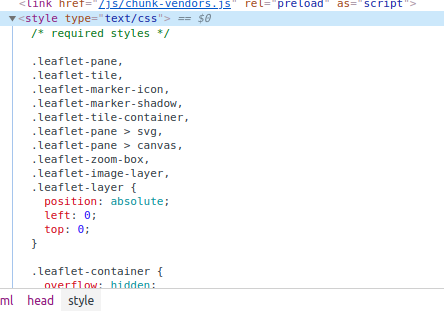 <link href="/js/chunk-vendors.js" rel="preload" as="script">
▼<style type="text/css"> == $0
/* required styles */
.leaflet-pane,
.leaflet-tile,
.leaflet-marker-icon,
.leaflet-marker-shadow,
.leaflet-tile-container,
.leaflet-pane > svg,
.leaflet-pane > canvas,
.leaflet-zoom-box,
.leaflet-image-layer,
.leaflet-layer {
position: absolute;
left: 0;
top: 0;
}
.leaflet-container {
overflow: hidden;
ml head style